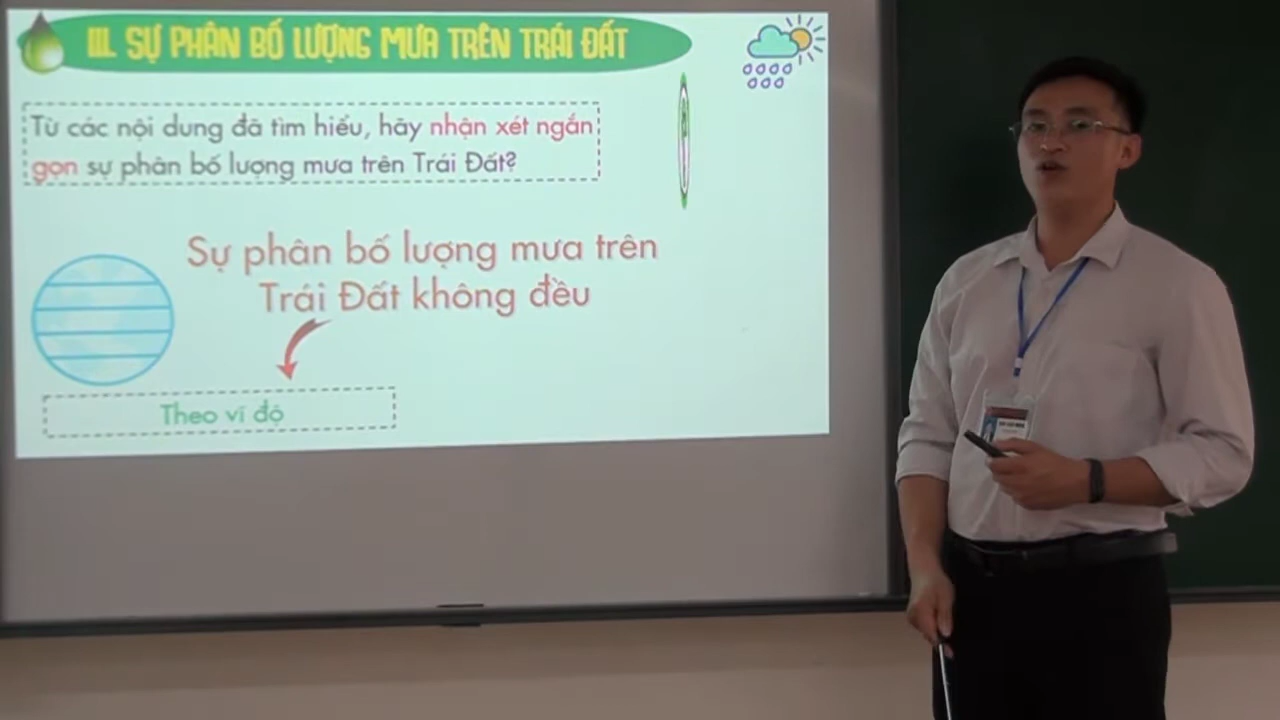 III. SỰ PHÂN BỐ LƯỢNG MƯA TRÊN TRÁI ĐẤT
Từ các nội dung đã tìm hiểu, hãy nhận xét ngắn
gọn sự phân bố lượng mưa trên Trái Đất?
Sự phân bố lượng mưa trên
Trái Đất không đều
Theo vĩ độ